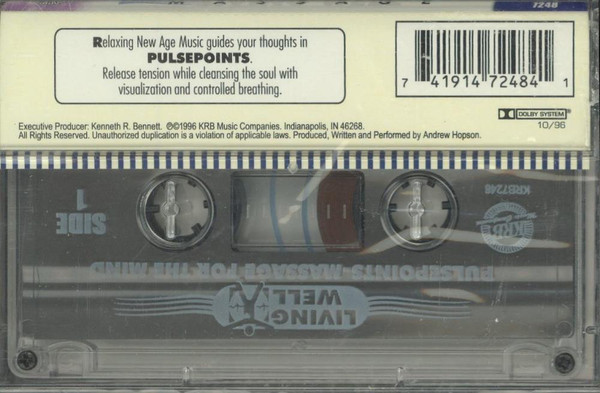 MASSAGE
7248
Relaxing New Age Music guides your thoughts in
PULSEPOINTS.
Release tension while cleansing the soul with
visualization and controlled breathing.
7 41914 72484 1
DOLBY SYSTEM®
10/96
Executive Producer: Kenneth R. Bennett. ℗©1996 KRB Music Companies. Indianapolis, IN 46268.
All Rights Reserved. Unauthorized duplication is a violation of applicable laws. Produced, Written and Performed by Andrew Hopson.
SIDE
1
KRB7248
KRB
PULSEPOINTS-MASSAGE FOR THE MIND
LIVING
WELL